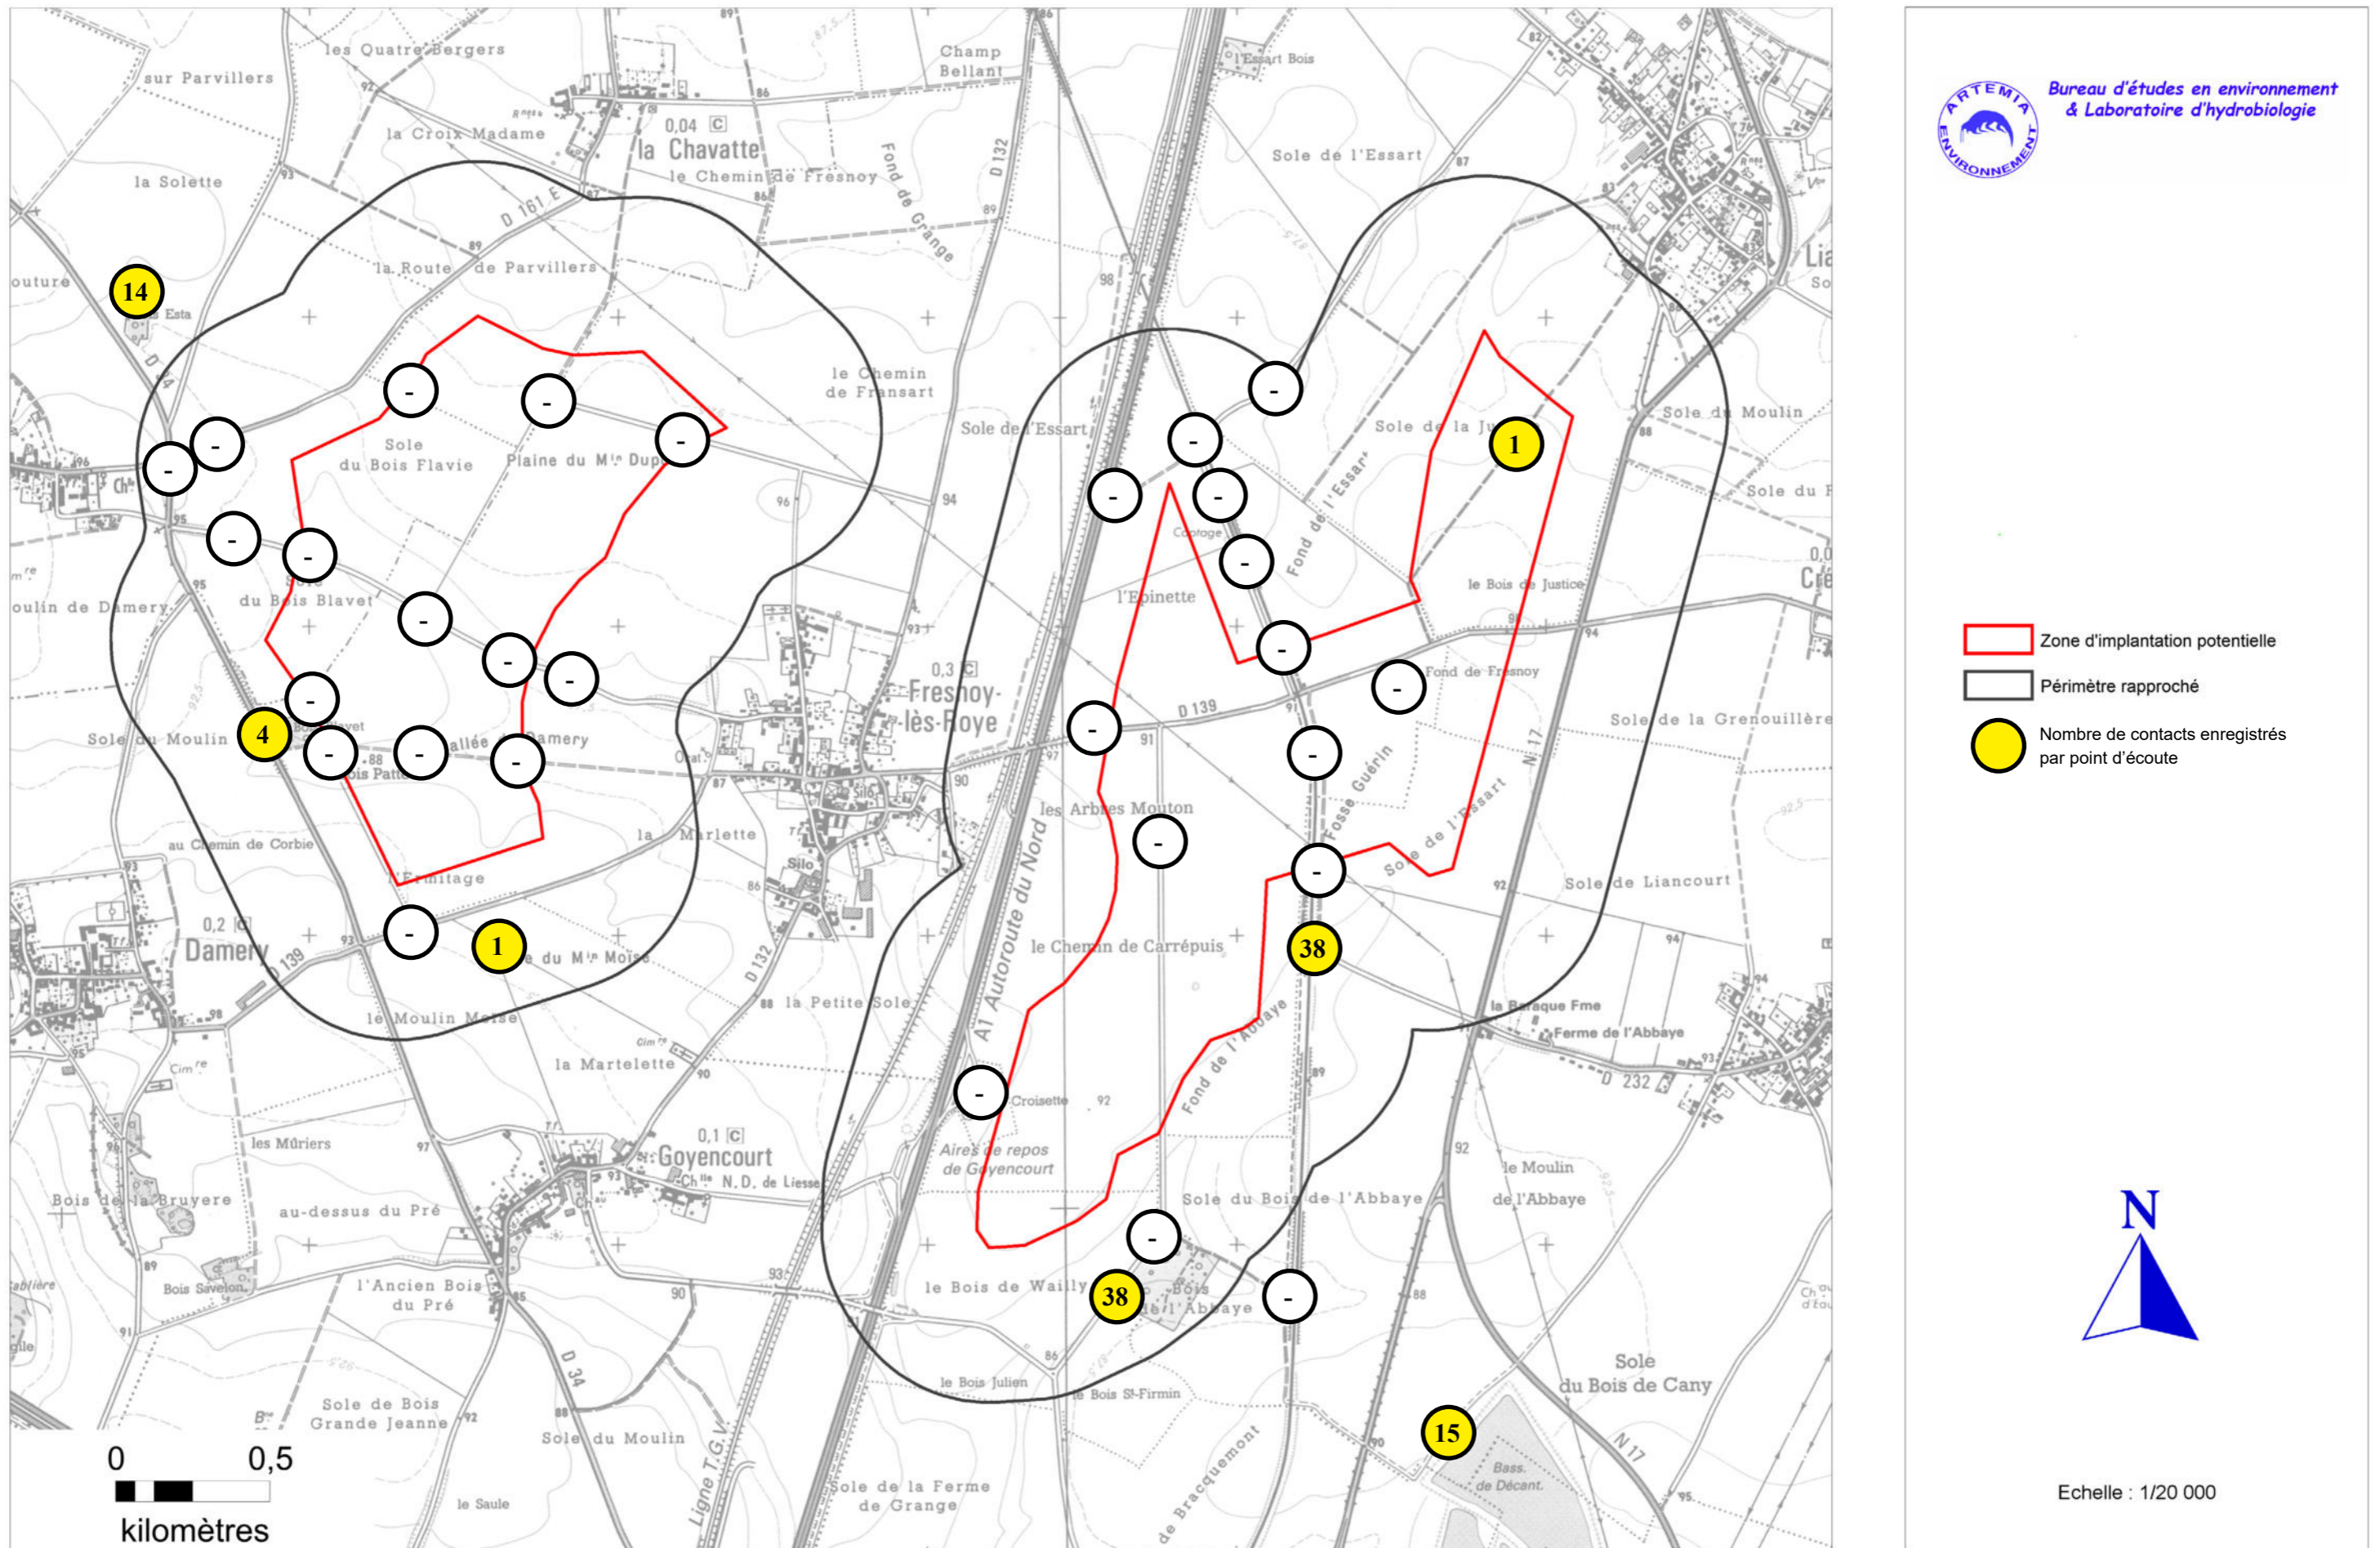 les Quatre Bergers
sur Parvillers
la Croix Madame
la Solette
0,04 C
la Chavatte
le Chemin de Fresnoy
Champ
Bellant
D 132
Fond de Grange
l'Essart Bois
Sole de l'Essart
D 161 E
la Route de Parvillers
14
le Chemin
de Fransart
Sole de l'Essart
Sole
du Bois Flavie
Plaine du Mⁱⁿ Dup
Sole de la Ju
1
Sole du Moulin
Captage
Fond de l'Essart
l'Epinette
le Bois de Justice
oulin de Damery
du Bois Blavet
0,3 C
Fresnoy-
lès-Roye
D 139
Fond de Fresnoy
Sole de la Grenouillère
Sole du Moulin
4
allée de Damery
Silo
les Arbres Mouton
Fosse Guérin
Sole de l'Essart
N 17
au Chemin de Corbie
la Marlette
Silo
l'Ermitage
Sole de Liancourt
0,2 C
Damery
D 139
1
e du Mⁱⁿ Moise
D 132
A1 Autoroute du Nord
le Chemin de Carrépuis
38
la Petite Sole
le Moulin Moise
la Martelette
la Baraque Fme
Ferme de l'Abbaye
D 232
Fond de l'Abbaye
Croisette
Aires de repos
de Goyencourt
les Mûriers
0,1 C
Goyencourt
Chˡˡᵉ N.D. de Liesse
Bois de la Bruyere
au-dessus du Pré
Sole du Bois de l'Abbaye
le Moulin
de l'Abbaye
Bois Savelon
l'Ancien Bois
du Pré
le Bois de Wailly
38
Bois
de l'Abbaye
le Bois Julien
le Bois Sᵗ-Firmin
Sole
du Bois de Cany
Sole de Bois
Grande Jeanne
D 34
Sole du Moulin
Ligne T.G.V.
Sole de la Ferme
de Grange
de Bracquemont
15
Bass.
de Décant.
N 17
le Saule
0 0,5
kilomètres
ARTEMIA
ENVIRONNEMENT
Bureau d'études en environnement
& Laboratoire d'hydrobiologie
Zone d'implantation potentielle
Périmètre rapproché
Nombre de contacts enregistrés
par point d'écoute
N
Echelle : 1/20 000